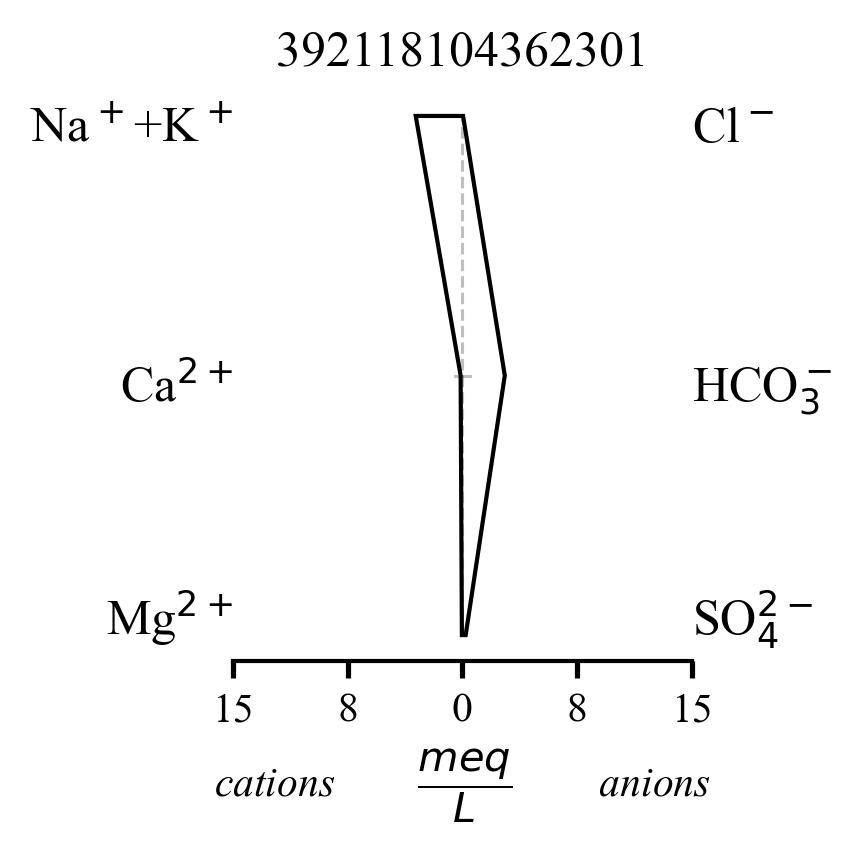 392118104362301
Na⁺+K⁺ Cl⁻
Ca²⁺ HCO₃⁻
Mg²⁺ SO₄²⁻
15 8 0 8 15
cations meq/L anions